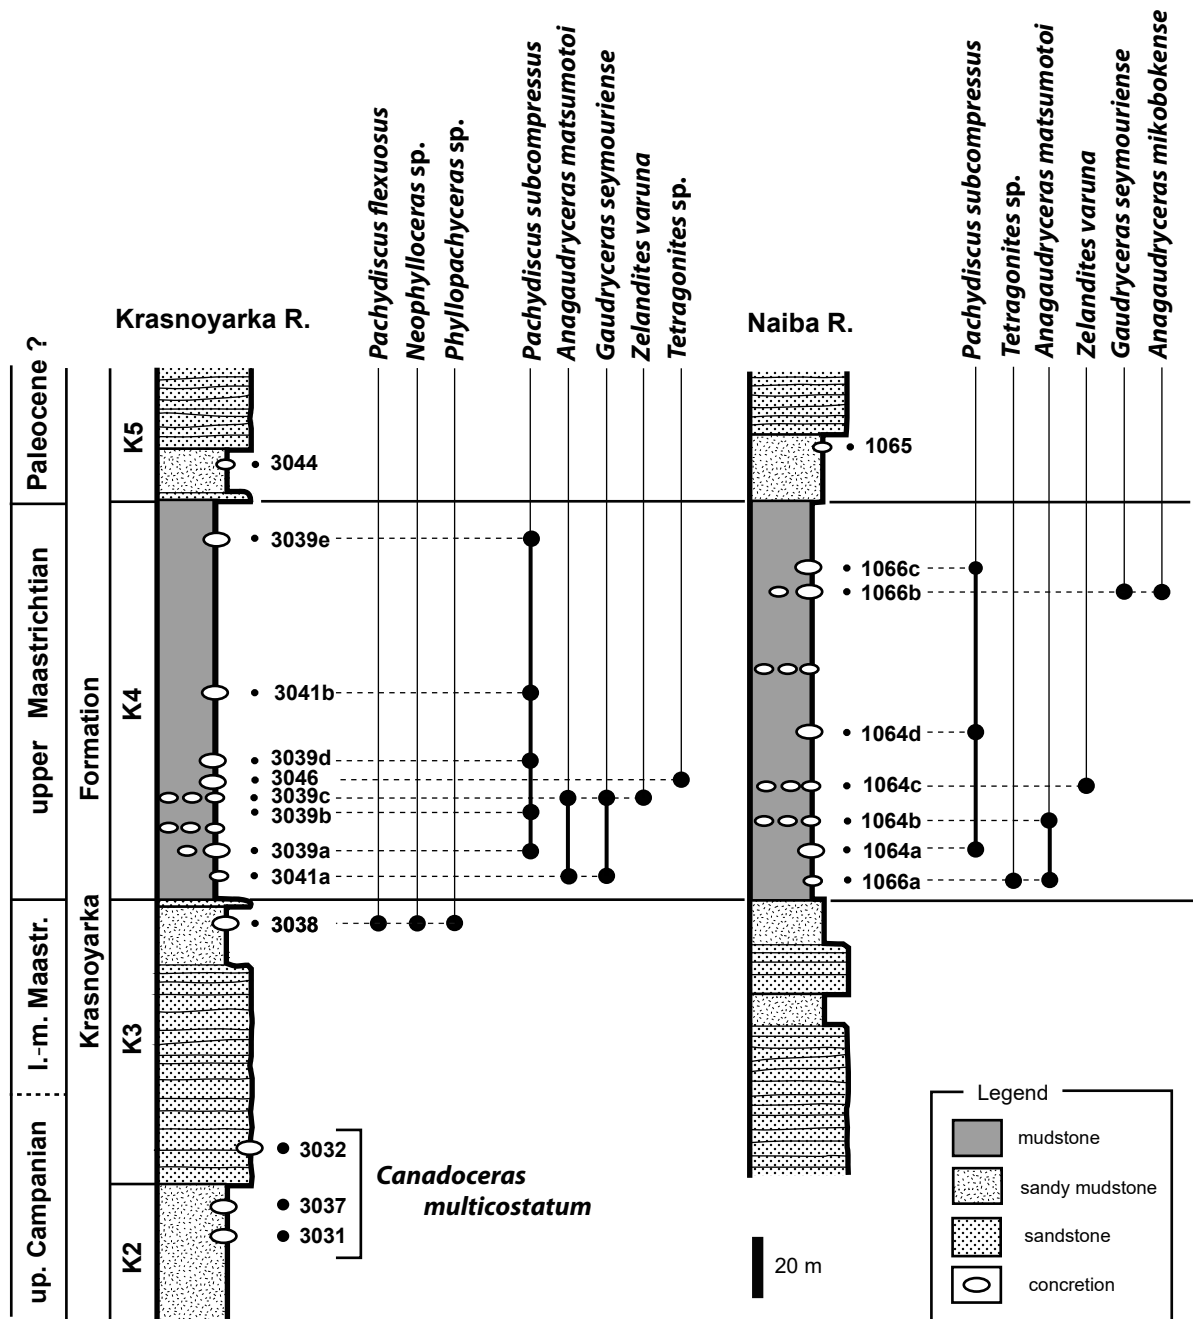 Krasnoyarka R.
Pachydiscus flexuosus
Neophylloceras sp.
Phyllopachyceras sp.
Pachydiscus subcompressus
Anagaudryceras matsumotoi
Gaudryceras seymouriense
Zelandites varuna
Tetragonites sp.
Naiba R.
Pachydiscus subcompressus
Tetragonites sp.
Anagaudryceras matsumotoi
Zelandites varuna
Gaudryceras seymouriense
Anagaudryceras mikobokense
Paleocene ?
upper Maastrichtian
l.-m. Maastr.
up. Campanian
Krasnoyarka Formation
K5
K4
K3
K2
3044
3039e
3041b
3039d
3046
3039c
3039b
3039a
3041a
3038
3032
3037
3031
Canadoceras
multicostatum
1065
1066c
1066b
1064d
1064c
1064b
1064a
1066a
20 m
Legend
mudstone
sandy mudstone
sandstone
concretion